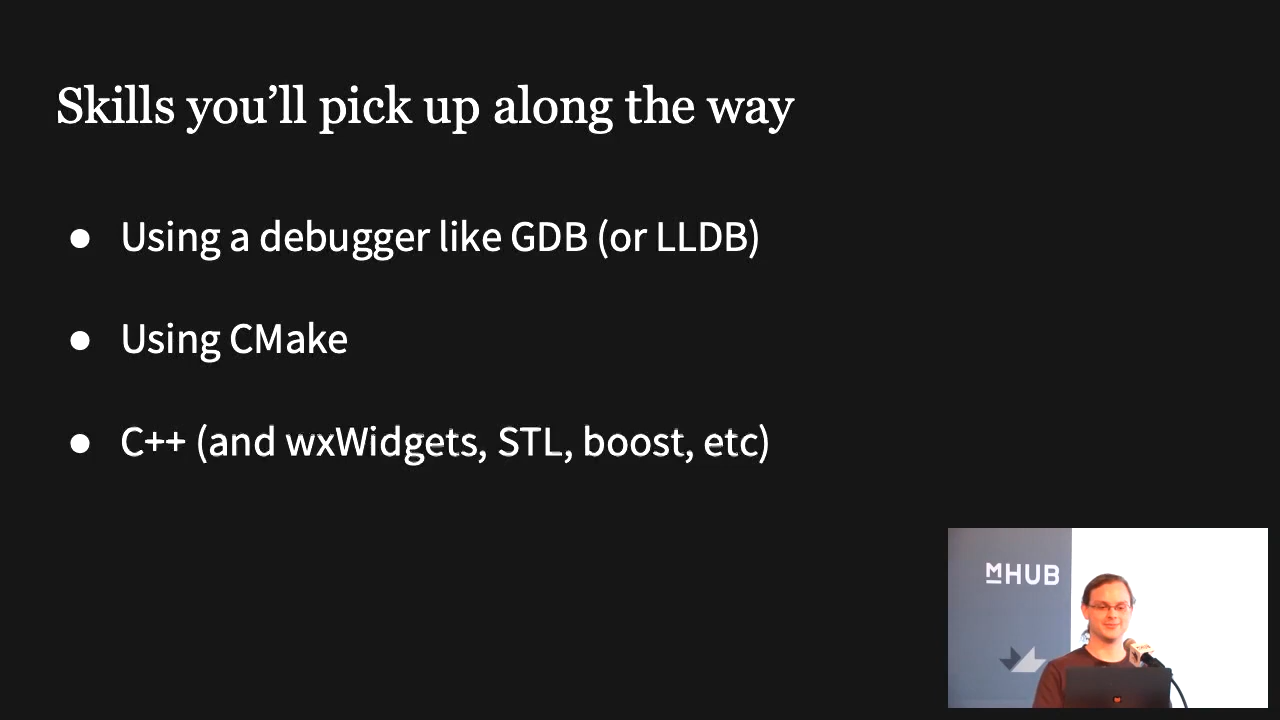 Skills you’ll pick up along the way
● Using a debugger like GDB (or LLDB)
● Using CMake
● C++ (and wxWidgets, STL, boost, etc)
MHUB